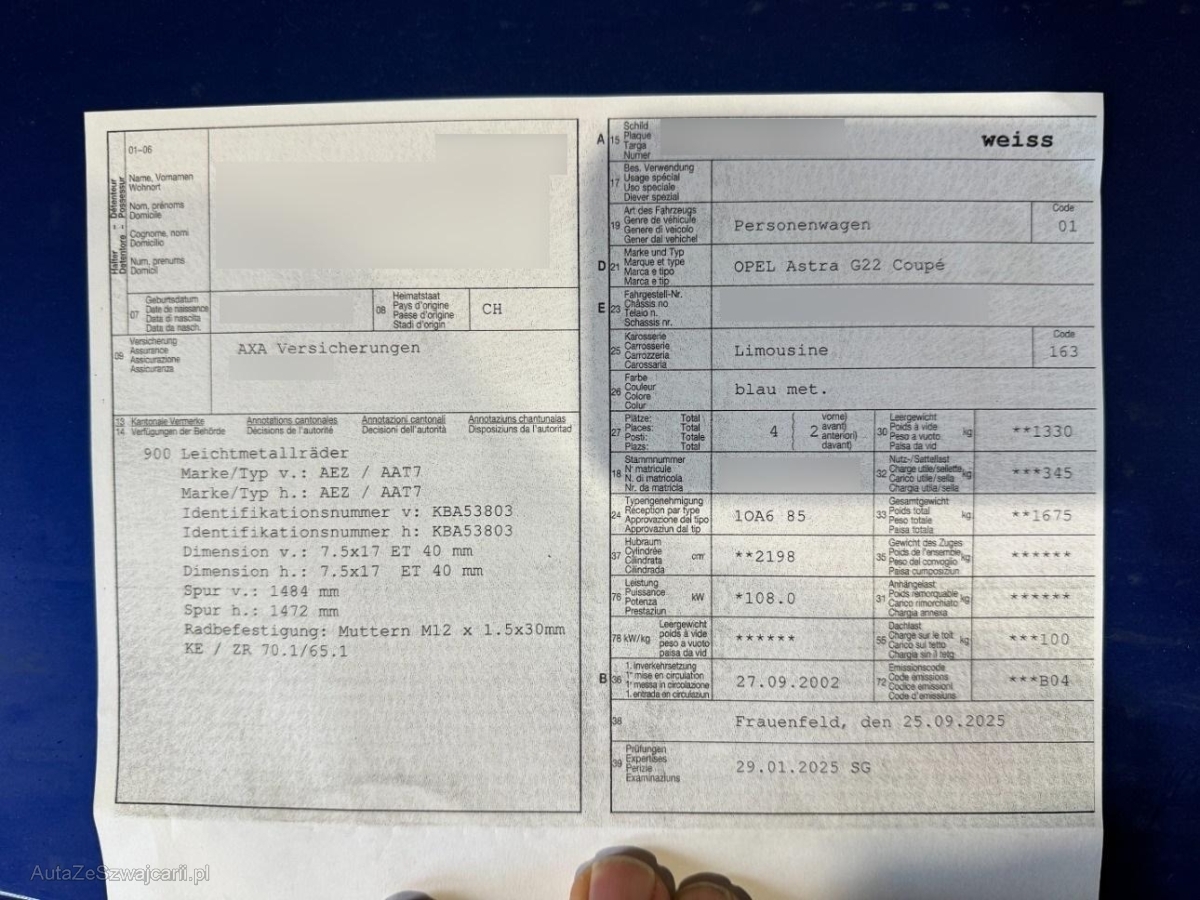 01-06
Halter
Détenteur
Detentore
Possessur
Name, Vornamen
Wohnort
Nom, prénoms
Domicile
Cognome, nomi
Domicilio
Num, prenums
Domicil
07
Geburtsdatum
Date de naissance
Data di nascita
Data da nasch.
08
Heimatstaat
Pays d'origine
Paese d'origine
Stadi d'origin
CH
09
Versicherung
Assurance
Assicurazione
Assicuranza
AXA Versicherungen
13 Kantonale Vermerke Annotations cantonales Annotazioni cantonali Annotaziuns chantunalas
14 Verfügungen der Behörde Décisions de l'autorité Decisioni dell'autorità Disposiziuns da l'autoritad
900 Leichtmetallräder
Marke/Typ v.: AEZ / AAT7
Marke/Typ h.: AEZ / AAT7
Identifikationsnummer v: KBA53803
Identifikationsnummer h: KBA53803
Dimension v.: 7.5x17 ET 40 mm
Dimension h.: 7.5x17 ET 40 mm
Spur v.: 1484 mm
Spur h.: 1472 mm
Radbefestigung: Muttern M12 x 1.5x30mm
KE / ZR 70.1/65.1
A 15
Schild
Plaque
Targa
Numer
weiss
17
Bes. Verwendung
Usage spécial
Uso speciale
Diever spezial
19
Art des Fahrzeugs
Genre de véhicule
Genere di veicolo
Gener dal vehichel
Personenwagen
Code
01
D 21
Marke und Typ
Marque et type
Marca e tipo
Marca e tip
OPEL Astra G22 Coupé
E 23
Fahrgestell-Nr.
Châssis no
Telaio n.
Schassis nr.
25
Karosserie
Carrosserie
Carrozzeria
Carossaria
Limousine
Code
163
26
Farbe
Couleur
Colore
Colur
blau met.
27
Plätze: Total
Places: Total
Posti: Totale
Plazs: Total
4
2
vorne)
avant)
anteriori)
davant)
30
Leergewicht
Poids à vide
Peso a vuoto
Paisa da vid
kg
**1330
18
Stammnummer
N° matricule
N. di matricola
Nr. da matricla
32
Nutz-/Sattellast
Charge utile/sellette
Carico utile/sella
Chargia utila/sella
kg
***345
24
Typengenehmigung
Réception par type
Approvazione del tipo
Approvaziun dal tip
1OA6 85
33
Gesamtgewicht
Poids total
Peso totale
Paisa totala
kg
**1675
37
Hubraum
Cylindrée
Cilindrata
Cilindrada
cm³
**2198
35
Gewicht des Zuges
Poids de l'ensemble
Peso del convoglio
Paisa cumposiziun
kg
******
76
Leistung
Puissance
Potenza
Prestaziun
kW
*108.0
31
Anhängelast
Poids remorquable
Carico rimorchiato
Chargia annexa
kg
******
78 kW/kg
Leergewicht
poids à vide
peso a vuoto
paisa da vid
******
55
Dachlast
Charge sur le toit
Carico sul tetto
Chargia sin il tetg
kg
***100
B 36
1. Inverkehrsetzung
1re mise en circulation
1a messa in circolazione
1. entrada en circulaziun
27.09.2002
72
Emissionscode
Code émissions
Codice emissioni
Code d'emissiuns
***B04
38
Frauenfeld, den 25.09.2025
39
Prüfungen
Expertises
Perizie
Examinaziuns
29.01.2025 SG
AutaZeSzwajcarii.pl